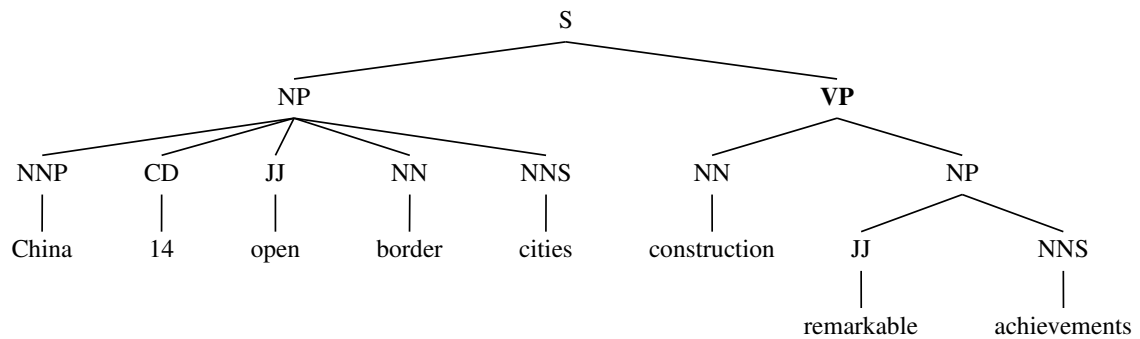 S
NP VP
NNP CD JJ NN NNS NN NP
China 14 open border cities construction JJ NNS
remarkable achievements